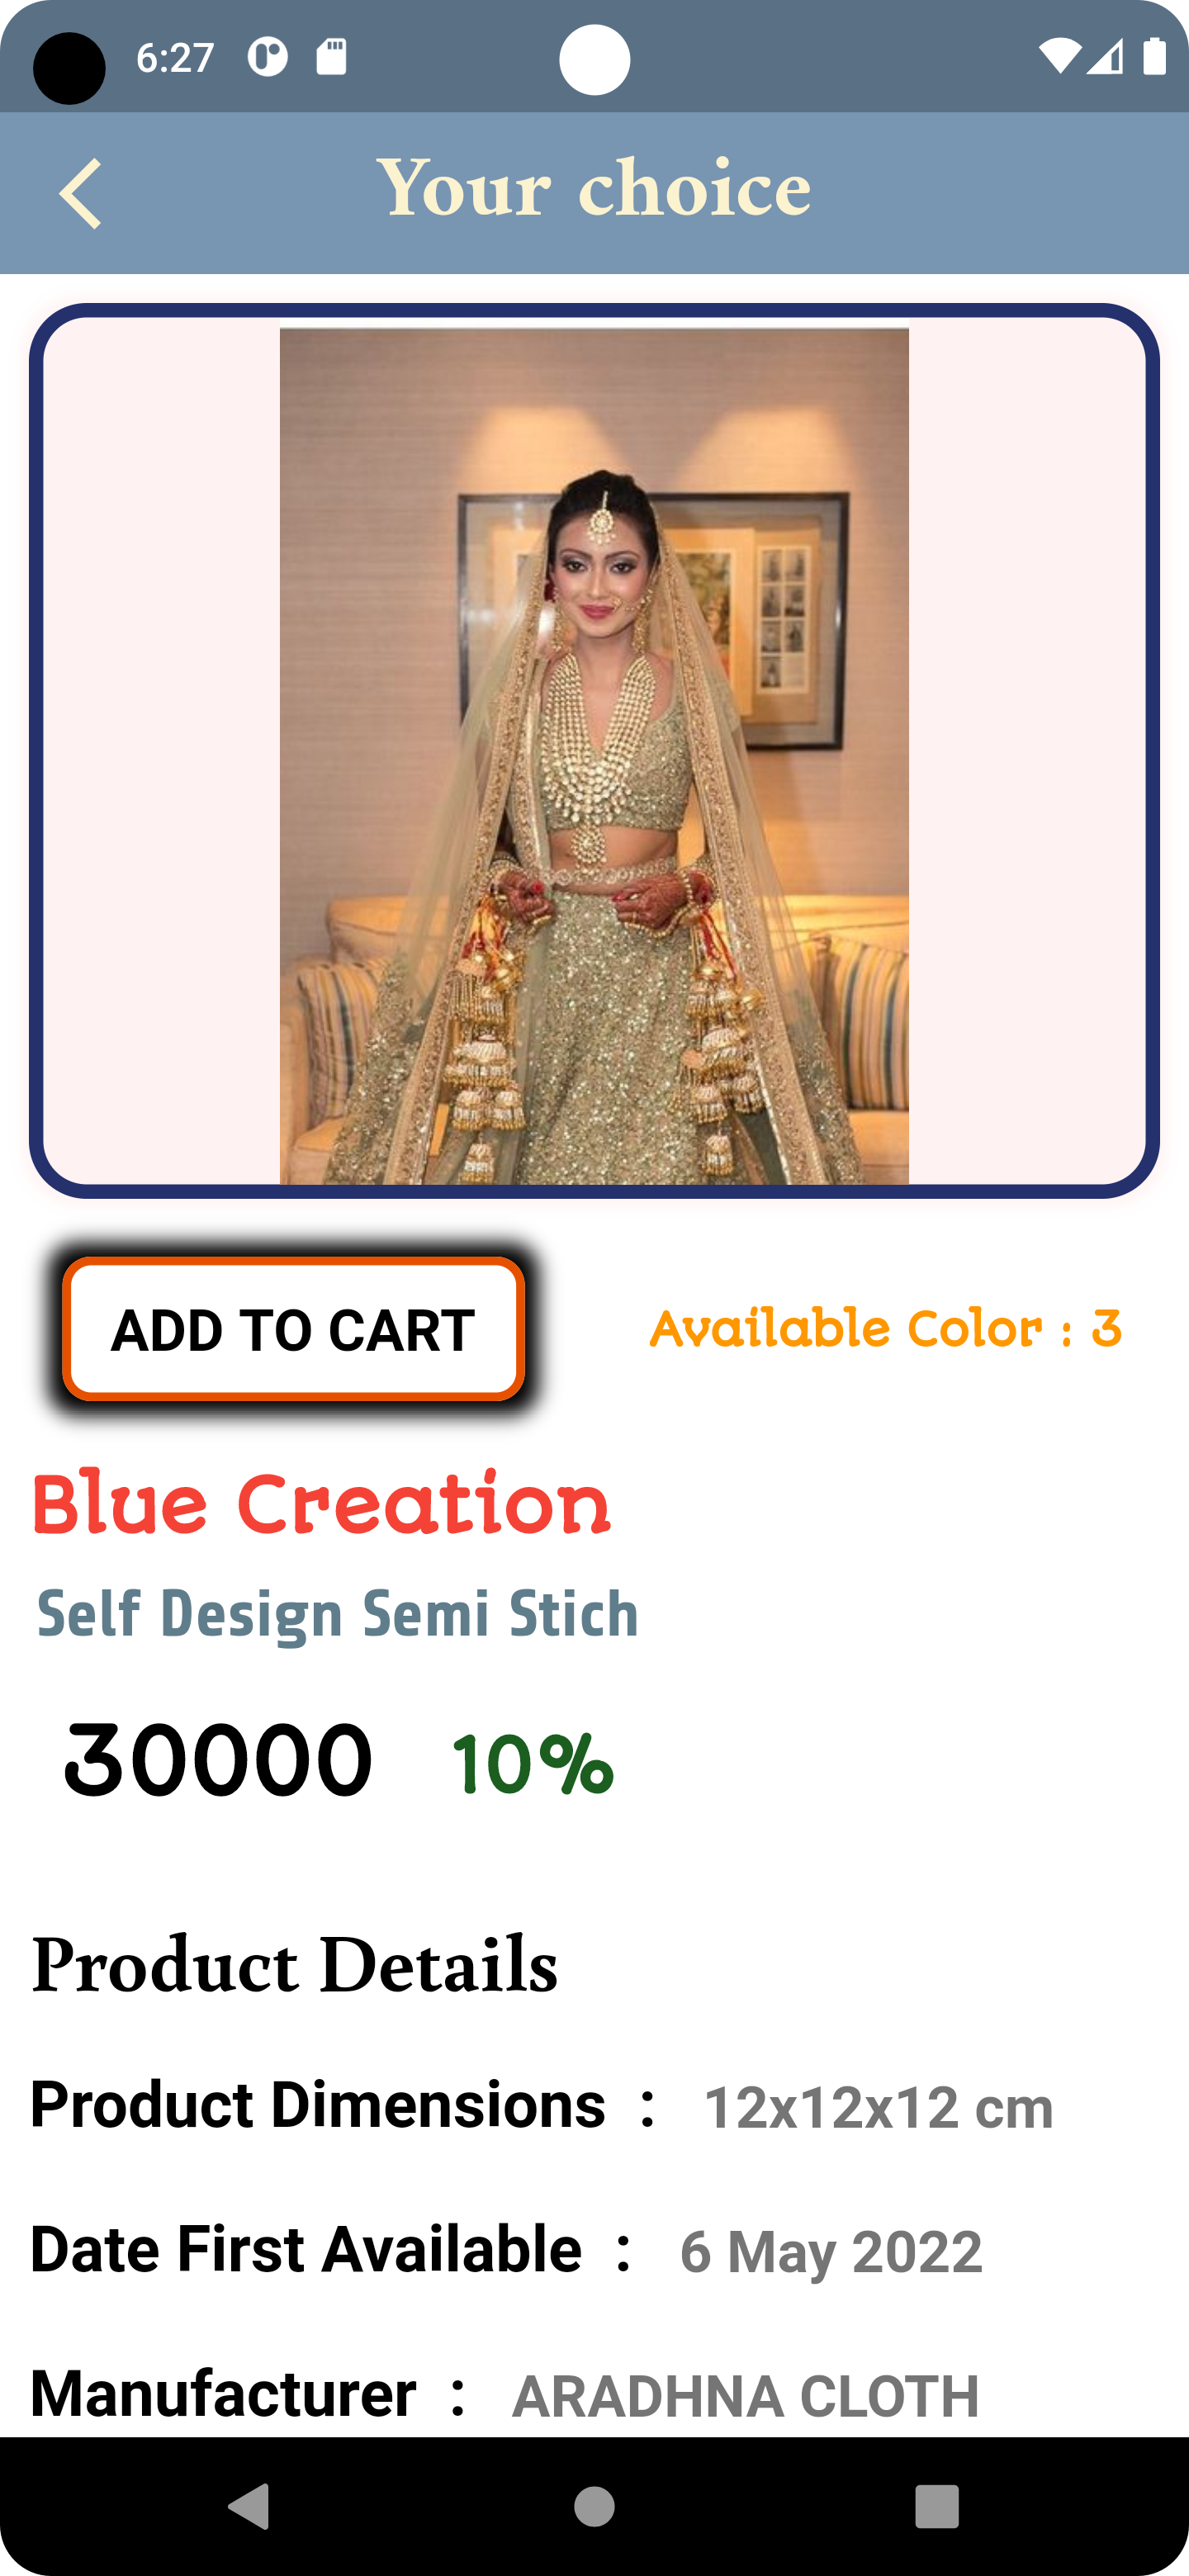 6:27
Your choice
ADD TO CART
Available Color : 3
Blue Creation
Self Design Semi Stich
30000 10%
Product Details
Product Dimensions : 12x12x12 cm
Date First Available : 6 May 2022
Manufacturer : ARADHNA CLOTH